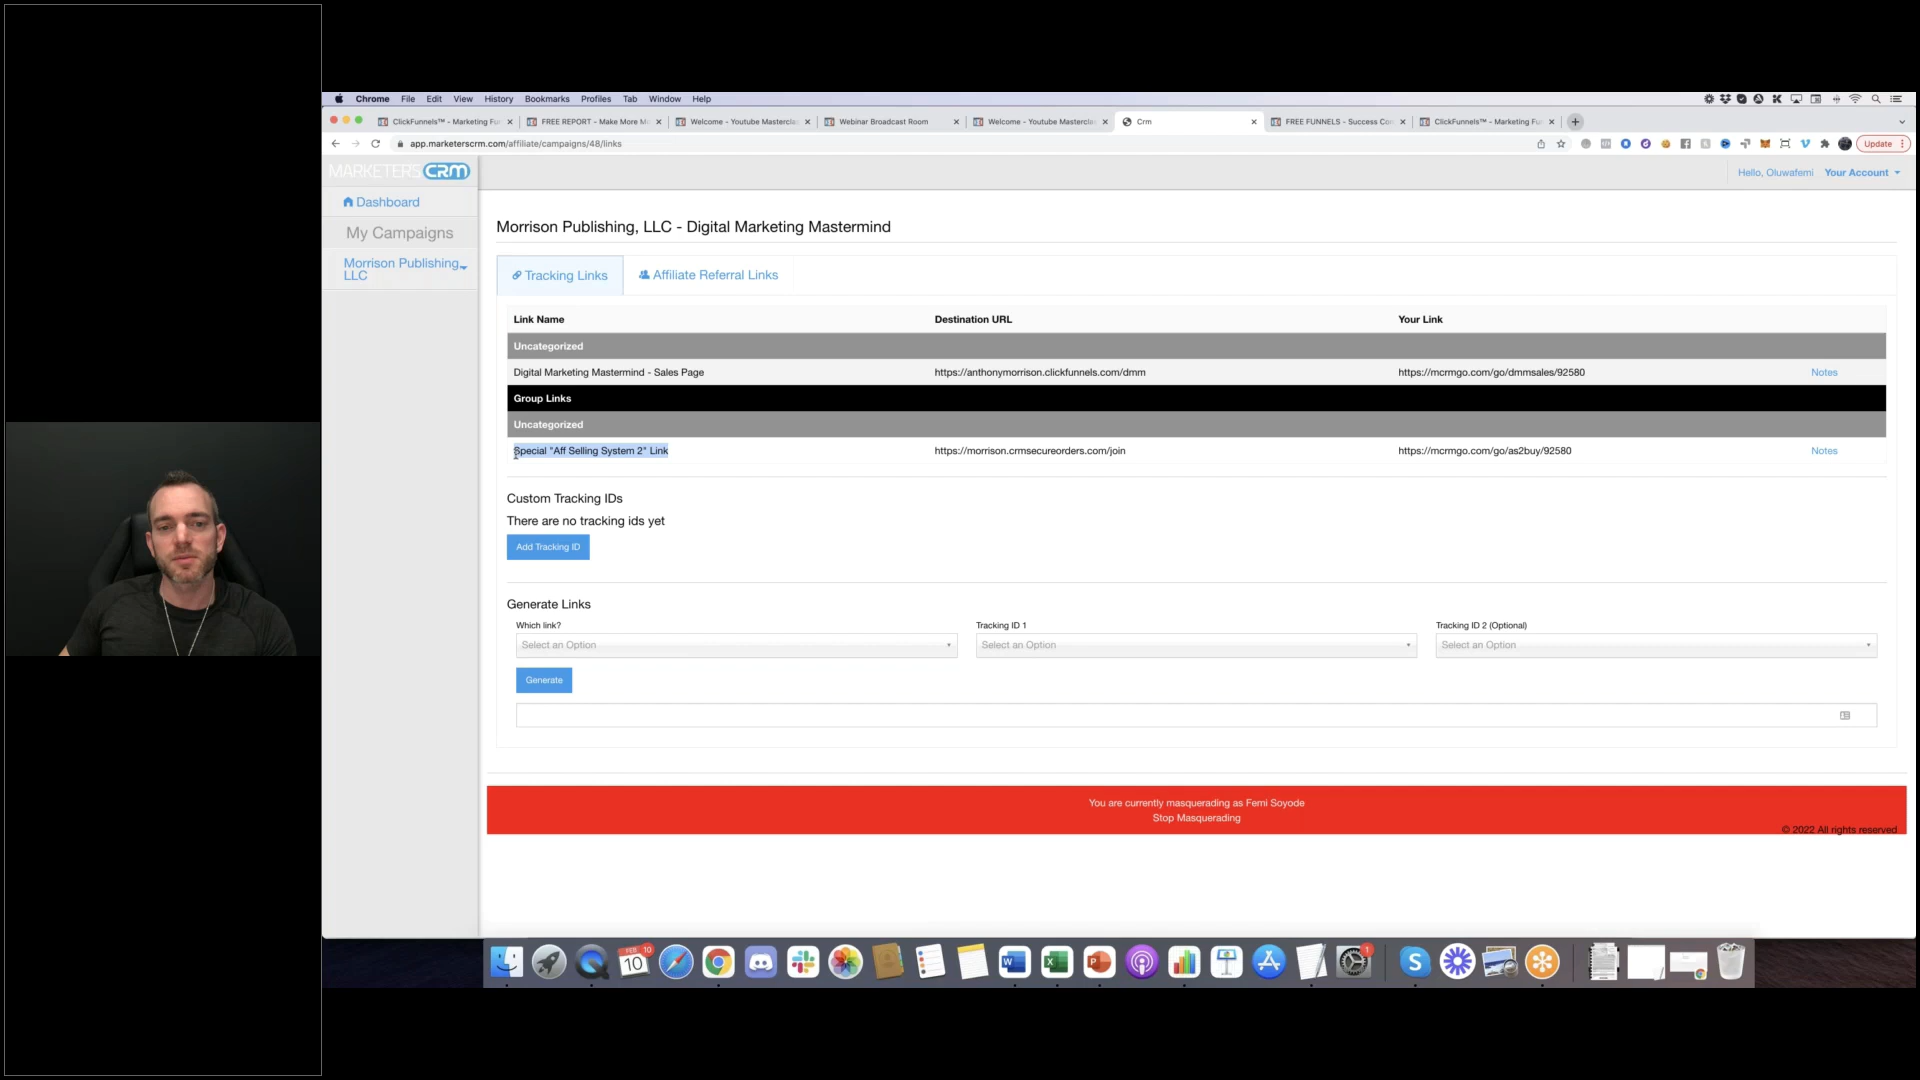 Chrome File Edit View History Bookmarks Profiles Tab Window Help
ClickFunnels™ - Marketing Fu
FREE REPORT - Make More M
Welcome - Youtube Mastercla
Webinar Broadcast Room
Welcome - Youtube Mastercla
Crm
FREE FUNNELS - Success Co
ClickFunnels™ - Marketing Fu
app.marketerscrm.com/affiliate/campaigns/48/links
Update
MARKETERS CRM
Hello, Oluwafemi Your Account
Dashboard
My Campaigns
Morrison Publishing, LLC
Morrison Publishing, LLC - Digital Marketing Mastermind
Tracking Links Affiliate Referral Links
Link Name Destination URL Your Link
Uncategorized
Digital Marketing Mastermind - Sales Page https://anthonymorrison.clickfunnels.com/dmm https://mcrmgo.com/go/dmmsales/92580 Notes
Group Links
Uncategorized
Special "Aff Selling System 2" Link https://morrison.crmsecureorders.com/join https://mcrmgo.com/go/as2buy/92580 Notes
Custom Tracking IDs
There are no tracking ids yet
Add Tracking ID
Generate Links
Which link? Tracking ID 1 Tracking ID 2 (Optional)
Select an Option Select an Option Select an Option
Generate
You are currently masquerading as Femi Soyode
Stop Masquerading
© 2022 All rights reserved
FEB 10
10
1